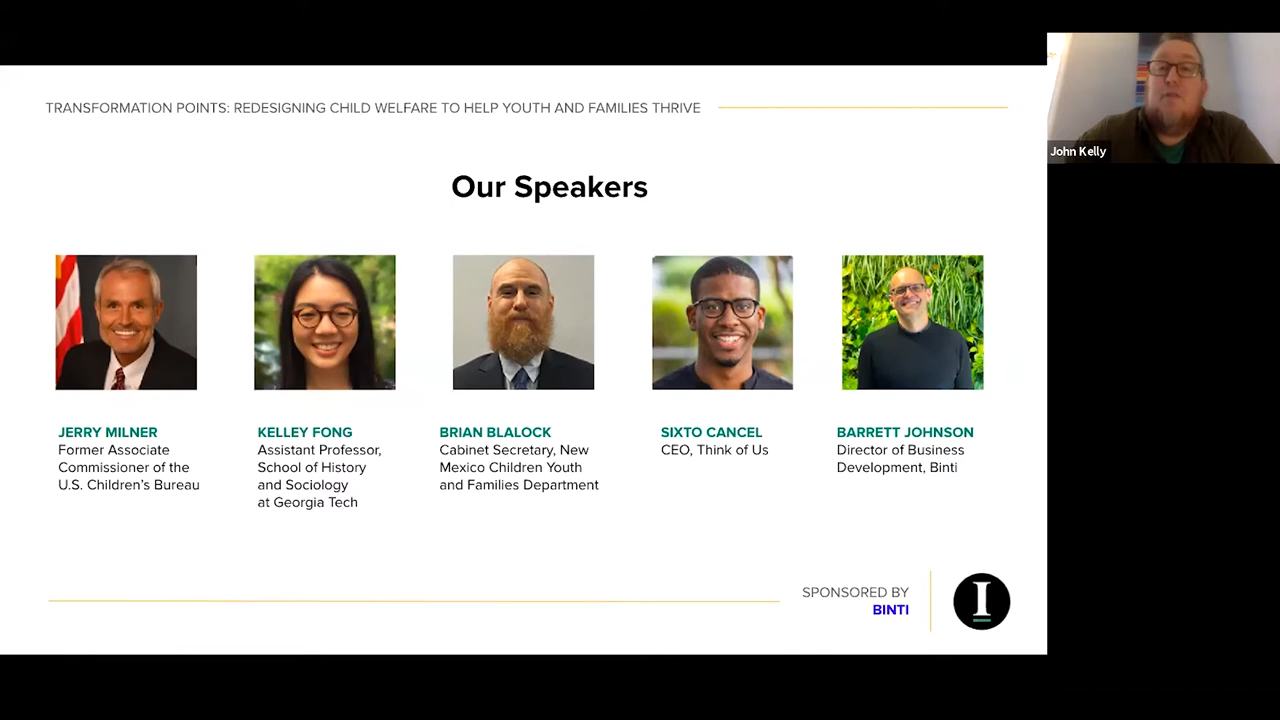 TRANSFORMATION POINTS: REDESIGNING CHILD WELFARE TO HELP YOUTH AND FAMILIES THRIVE
John Kelly
Our Speakers
JERRY MILNER
Former Associate
Commissioner of the
U.S. Children's Bureau
KELLEY FONG
Assistant Professor,
School of History
and Sociology
at Georgia Tech
BRIAN BLALOCK
Cabinet Secretary, New
Mexico Children Youth
and Families Department
SIXTO CANCEL
CEO, Think of Us
BARRETT JOHNSON
Director of Business
Development, Binti
SPONSORED BY
BINTI
I